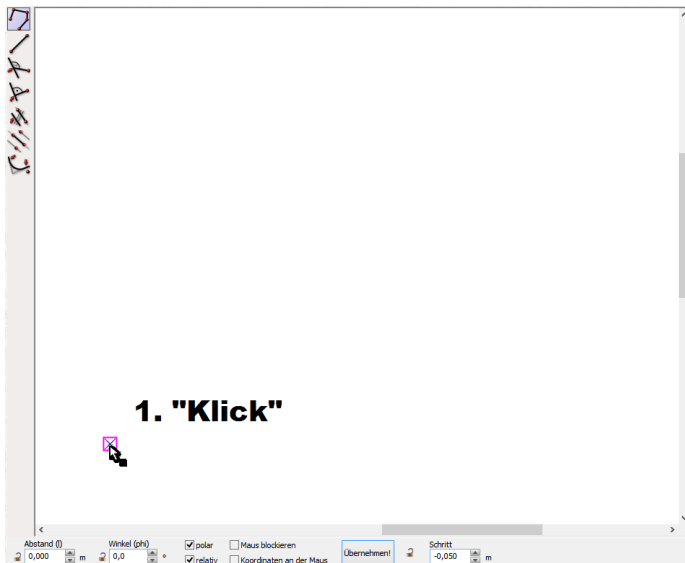 1. "Klick"
Abstand (l) Winkel (phi) polar Maus blockieren Übernehmen! Schritt
0,000 m 0,0 ° relativ Koordinaten an der Maus -0,050 m